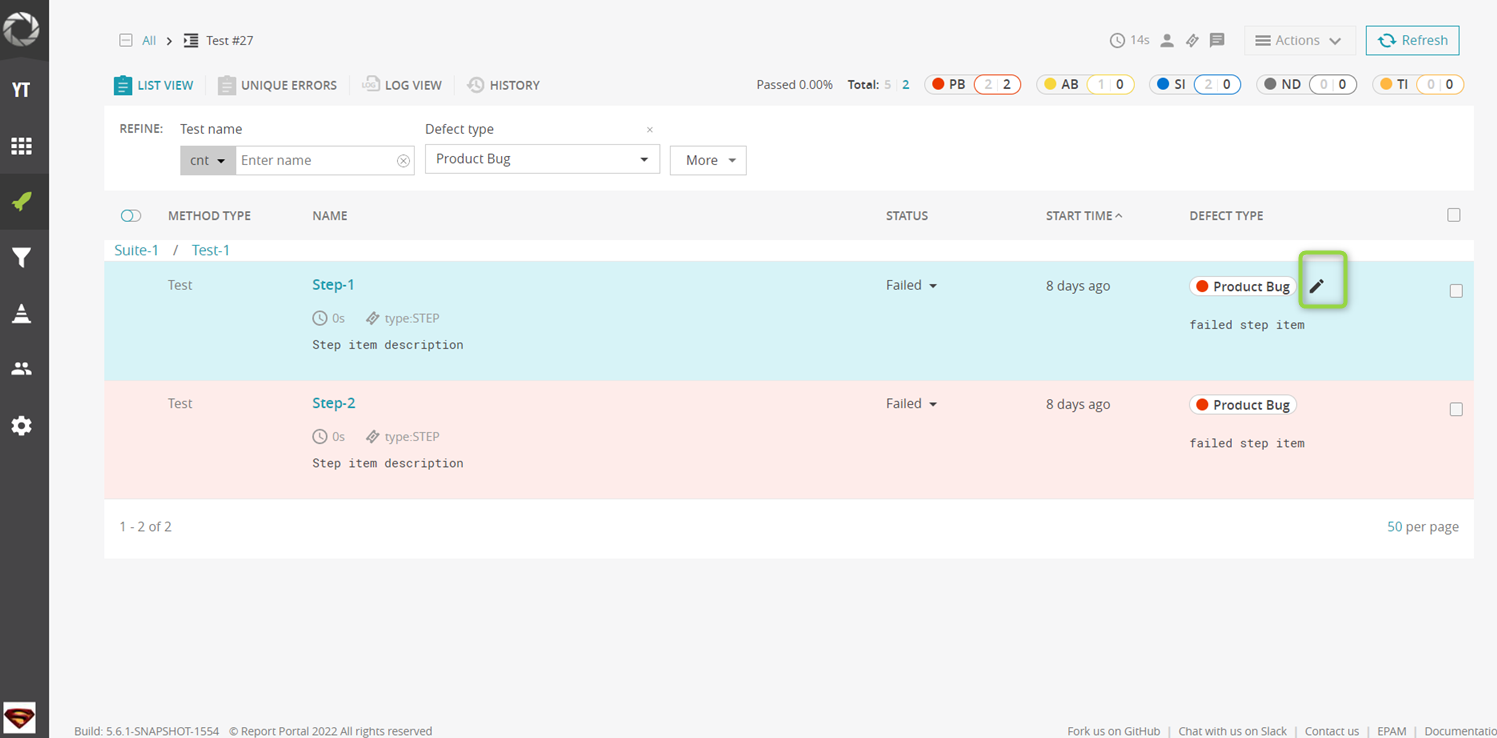 All > Test #27
14s
Actions
Refresh
YT
LIST VIEW
UNIQUE ERRORS
LOG VIEW
HISTORY
Passed 0.00%
Total: 5 2
PB 2 2
AB 1 0
SI 2 0
ND 0 0
TI 0 0
REFINE:
Test name
Defect type ×
cnt
Enter name
Product Bug
More
METHOD TYPE
NAME
STATUS
START TIME
DEFECT TYPE
Suite-1 / Test-1
Test
Step-1
Failed
8 days ago
Product Bug
0s
type:STEP
failed step item
Step item description
Test
Step-2
Failed
8 days ago
Product Bug
0s
type:STEP
failed step item
Step item description
1 - 2 of 2
50 per page
Build: 5.6.1-SNAPSHOT-1554 © Report Portal 2022 All rights reserved
Fork us on GitHub | Chat with us on Slack | Contact us | EPAM | Documentatio